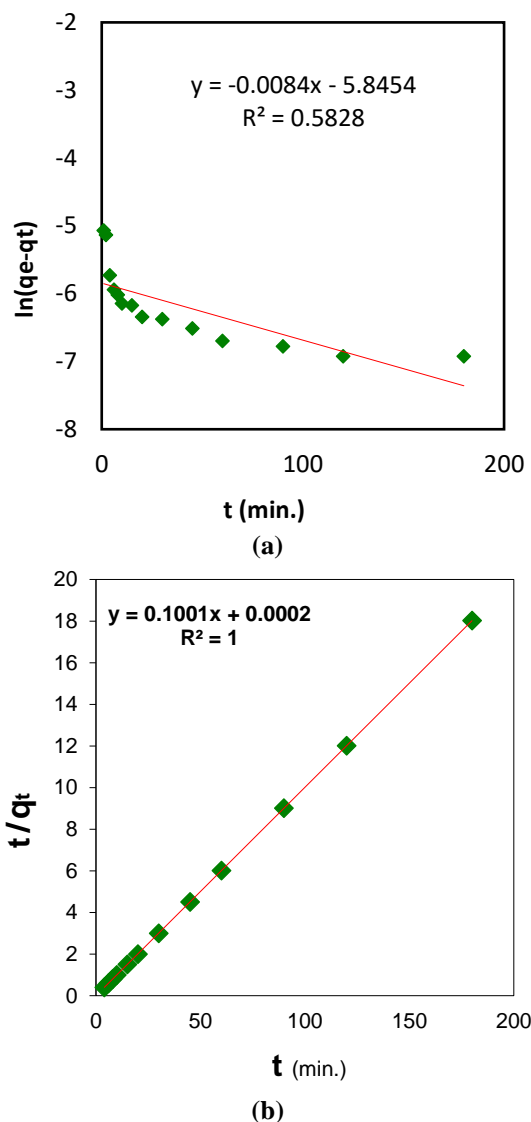 -2
y = -0.0084x - 5.8454
R² = 0.5828
-3
-4
-5
-6
-7
-8
ln(qe-qt)
0 100 200
t (min.)
(a)
20
y = 0.1001x + 0.0002
R² = 1
18
16
14
12
10
8
6
4
2
0
t/qt
0 50 100 150 200
t (min.)
(b)